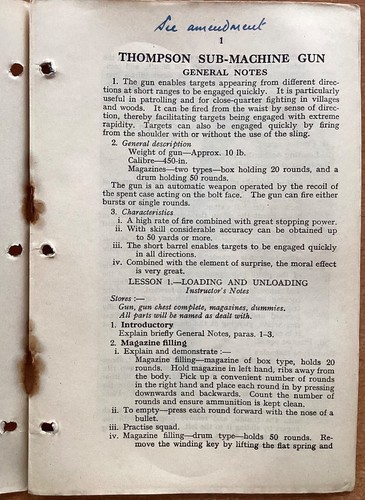 See amendment
1
THOMPSON SUB-MACHINE GUN
GENERAL NOTES
1. The gun enables targets appearing from different direc-
tions at short ranges to be engaged quickly. It is particularly
useful in patrolling and for close-quarter fighting in villages
and woods. It can be fired from the waist by sense of direc-
tion, thereby facilitating targets being engaged with extreme
rapidity. Targets can also be engaged quickly by firing
from the shoulder with or without the use of the sling.
2. General description
Weight of gun—Approx. 10 lb.
Calibre—·450-in.
Magazines—two types—box holding 20 rounds, and a
drum holding 50 rounds.
The gun is an automatic weapon operated by the recoil of
the spent case acting on the bolt face. The gun can fire either
bursts or single rounds.
3. Characteristics
i. A high rate of fire combined with great stopping power.
ii. With skill considerable accuracy can be obtained up
to 50 yards or more.
iii. The short barrel enables targets to be engaged quickly
in all directions.
iv. Combined with the element of surprise, the moral effect
is very great.
LESSON 1.—LOADING AND UNLOADING
Instructor's Notes
Stores :—
Gun, gun chest complete, magazines, dummies.
All parts will be named as dealt with.
1. Introductory
Explain briefly General Notes, paras. 1–3.
2. Magazine filling
i. Explain and demonstrate :—
Magazine filling—magazine of box type, holds 20
rounds. Hold magazine in left hand, ribs away from
the body. Pick up a convenient number of rounds
in the right hand and place each round in by pressing
downwards and backwards. Count the number of
rounds and ensure ammunition is kept clean.
ii. To empty—press each round forward with the nose of a
bullet.
iii. Practise squad.
iv. Magazine filling—drum type—holds 50 rounds. Re-
move the winding key by lifting the flat spring and